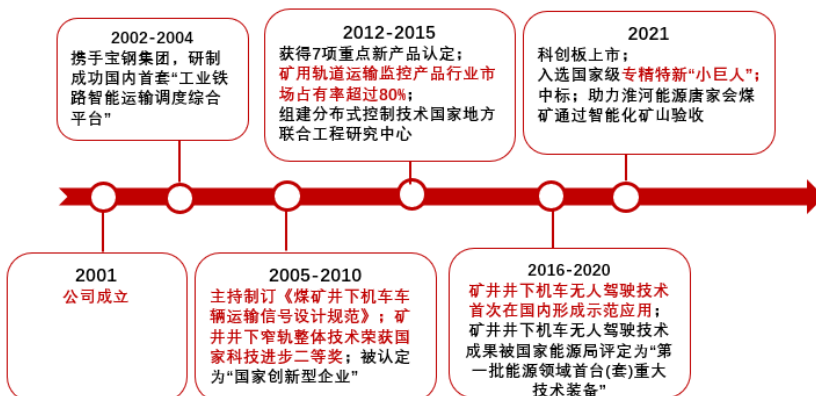 2002-2004
携手宝钢集团，研制
成功国内首套“工业铁
路智能运输调度综合
平台”
2012-2015
获得7项重点新产品认定；
矿用轨道运输监控产品行业市
场占有率超过80%；
组建分布式控制技术国家地方
联合工程研究中心
2021
科创板上市；
入选国家级专精特新“小巨人”；
中标；助力淮河能源唐家会煤
矿通过智能化矿山验收
2001
公司成立
2005-2010
主持制订《煤矿井下机车车
辆运输信号设计规范》；矿
井井下窄轨整体技术荣获国
家科技进步二等奖；被认定
为“国家创新型企业”
2016-2020
矿井井下机车无人驾驶技术
首次在国内形成示范应用；
矿井井下机车无人驾驶技术
成果被国家能源局评定为“第
一批能源领域首台(套)重大
技术装备”